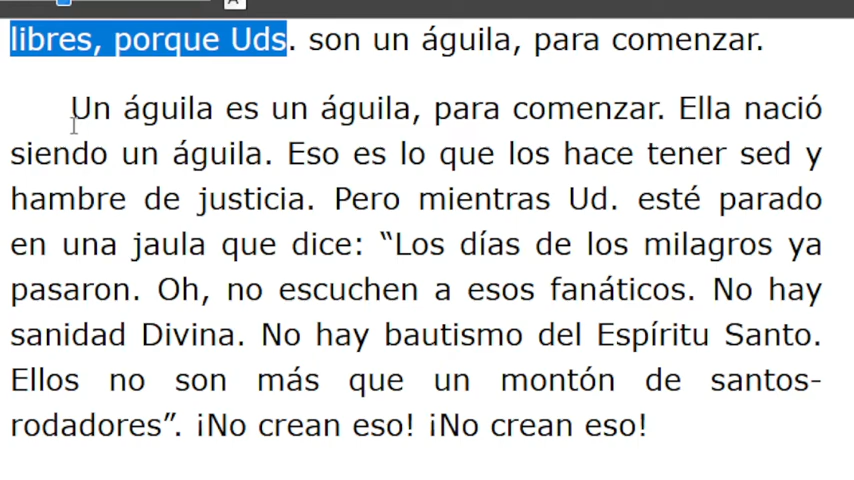 libres, porque Uds. son un águila, para comenzar.
Un águila es un águila, para comenzar. Ella nació
siendo un águila. Eso es lo que los hace tener sed y
hambre de justicia. Pero mientras Ud. esté parado
en una jaula que dice: “Los días de los milagros ya
pasaron. Oh, no escuchen a esos fanáticos. No hay
sanidad Divina. No hay bautismo del Espíritu Santo.
Ellos no son más que un montón de santos-
rodadores”. ¡No crean eso! ¡No crean eso!